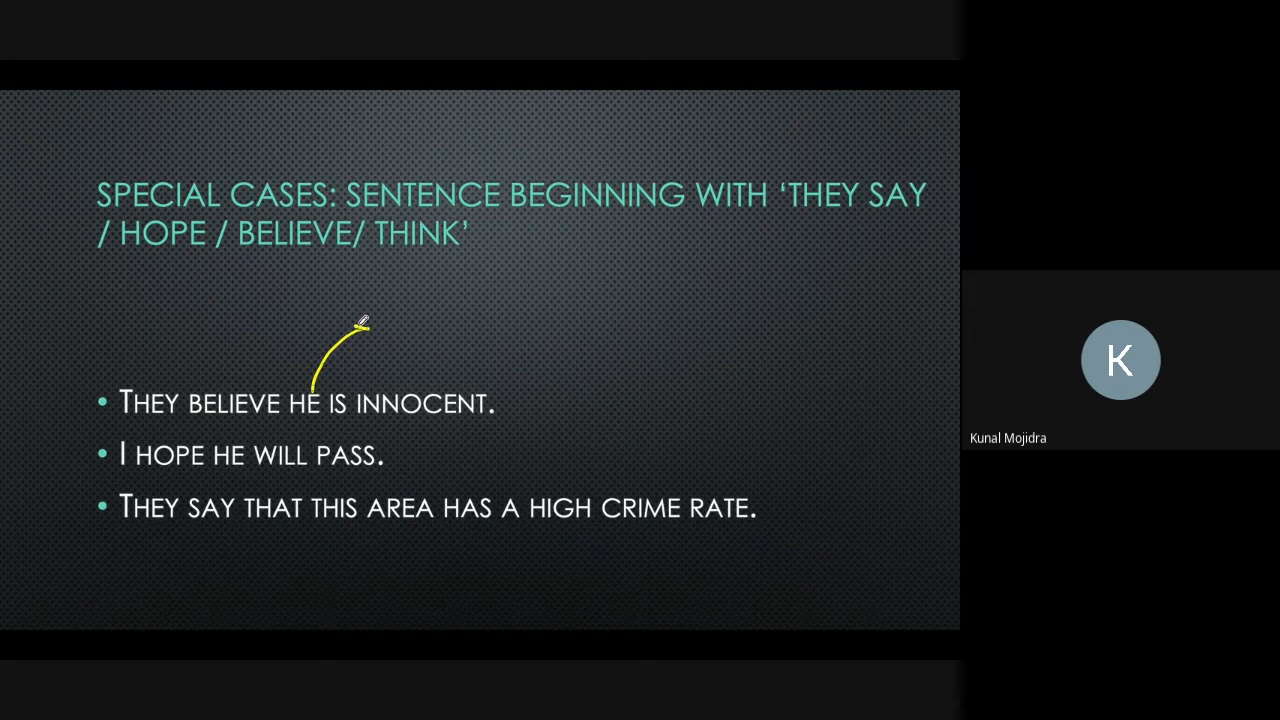 SPECIAL CASES: SENTENCE BEGINNING WITH ‘THEY SAY
/ HOPE / BELIEVE/ THINK’
• THEY BELIEVE HE IS INNOCENT.
• I HOPE HE WILL PASS.
• THEY SAY THAT THIS AREA HAS A HIGH CRIME RATE.
K
Kunal Mojidra